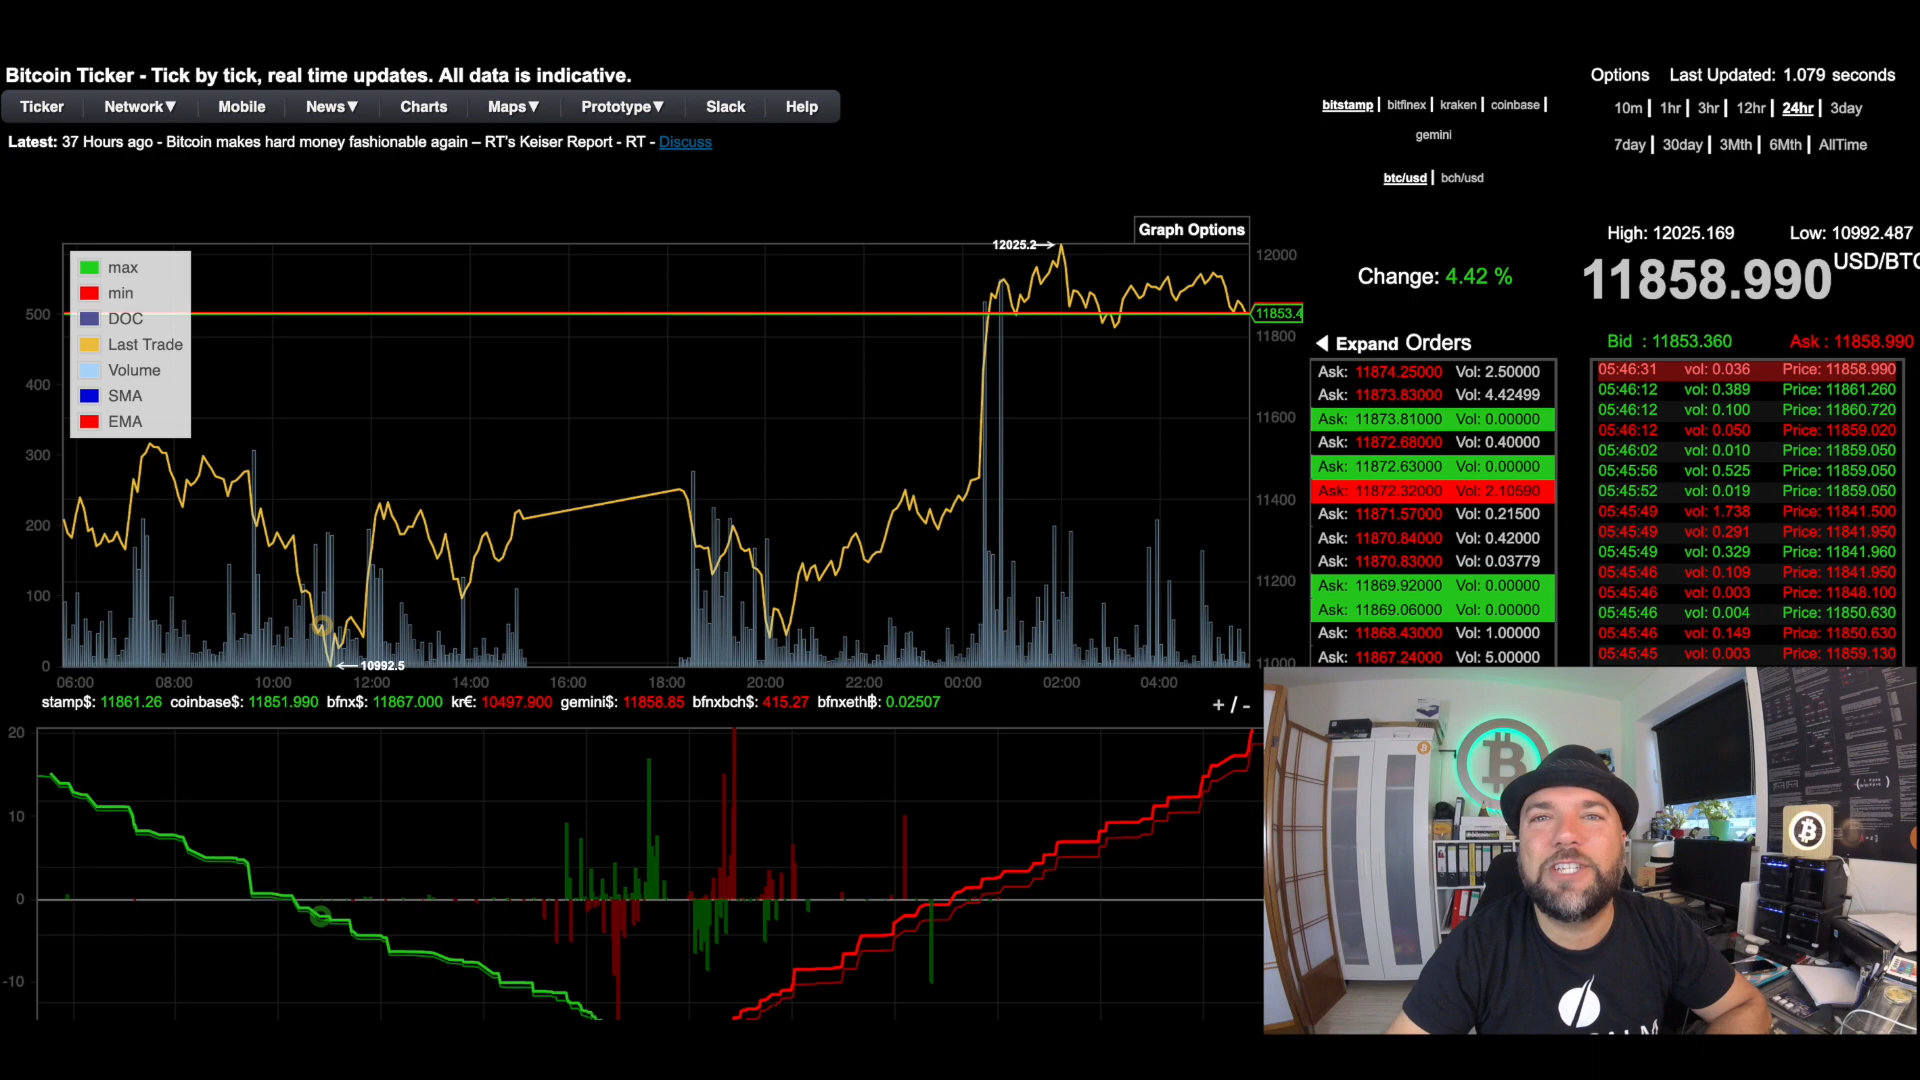 Bitcoin Ticker - Tick by tick, real time updates. All data is indicative.
Ticker Network▼ Mobile News▼ Charts Maps▼ Prototype▼ Slack Help
Latest: 37 Hours ago - Bitcoin makes hard money fashionable again – RT's Keiser Report - RT - Discuss
bitstamp | bitfinex | kraken | coinbase |
gemini
btc/usd | bch/usd
Options Last Updated: 1.079 seconds
10m | 1hr | 3hr | 12hr | 24hr | 3day
7day | 30day | 3Mth | 6Mth | AllTime
High: 12025.169 Low: 10992.487
Change: 4.42 %
11858.990 USD/BTC
Graph Options
max
min
DOC
Last Trade
Volume
SMA
EMA
500
400
300
200
100
0
12025.2
10992.5
12000
11853.4
11800
11600
11400
11200
11000
06:00 08:00 10:00 12:00 14:00 16:00 18:00 20:00 22:00 00:00 02:00 04:00
stamp$: 11861.26 coinbase$: 11851.990 bfnx$: 11867.000 kr€: 10497.900 gemini$: 11858.85 bfnxbch$: 415.27 bfnxeth฿: 0.02507
+ / -
20
10
0
-10
Expand Orders
Ask: 11874.25000 Vol: 2.50000
Ask: 11873.83000 Vol: 4.42499
Ask: 11873.81000 Vol: 0.00000
Ask: 11872.68000 Vol: 0.40000
Ask: 11872.63000 Vol: 0.00000
Ask: 11872.32000 Vol: 2.10590
Ask: 11871.57000 Vol: 0.21500
Ask: 11870.84000 Vol: 0.42000
Ask: 11870.83000 Vol: 0.03779
Ask: 11869.92000 Vol: 0.00000
Ask: 11869.06000 Vol: 0.00000
Ask: 11868.43000 Vol: 1.00000
Ask: 11867.24000 Vol: 5.00000
Bid : 11853.360 Ask : 11858.990
05:46:31 vol: 0.036 Price: 11858.990
05:46:12 vol: 0.389 Price: 11861.260
05:46:12 vol: 0.100 Price: 11860.720
05:46:12 vol: 0.050 Price: 11859.020
05:46:02 vol: 0.010 Price: 11859.050
05:45:56 vol: 0.525 Price: 11859.050
05:45:52 vol: 0.019 Price: 11859.050
05:45:49 vol: 1.738 Price: 11841.500
05:45:49 vol: 0.291 Price: 11841.950
05:45:49 vol: 0.329 Price: 11841.960
05:45:46 vol: 0.109 Price: 11841.950
05:45:46 vol: 0.003 Price: 11848.100
05:45:46 vol: 0.004 Price: 11850.630
05:45:46 vol: 0.149 Price: 11850.630
05:45:45 vol: 0.003 Price: 11859.130